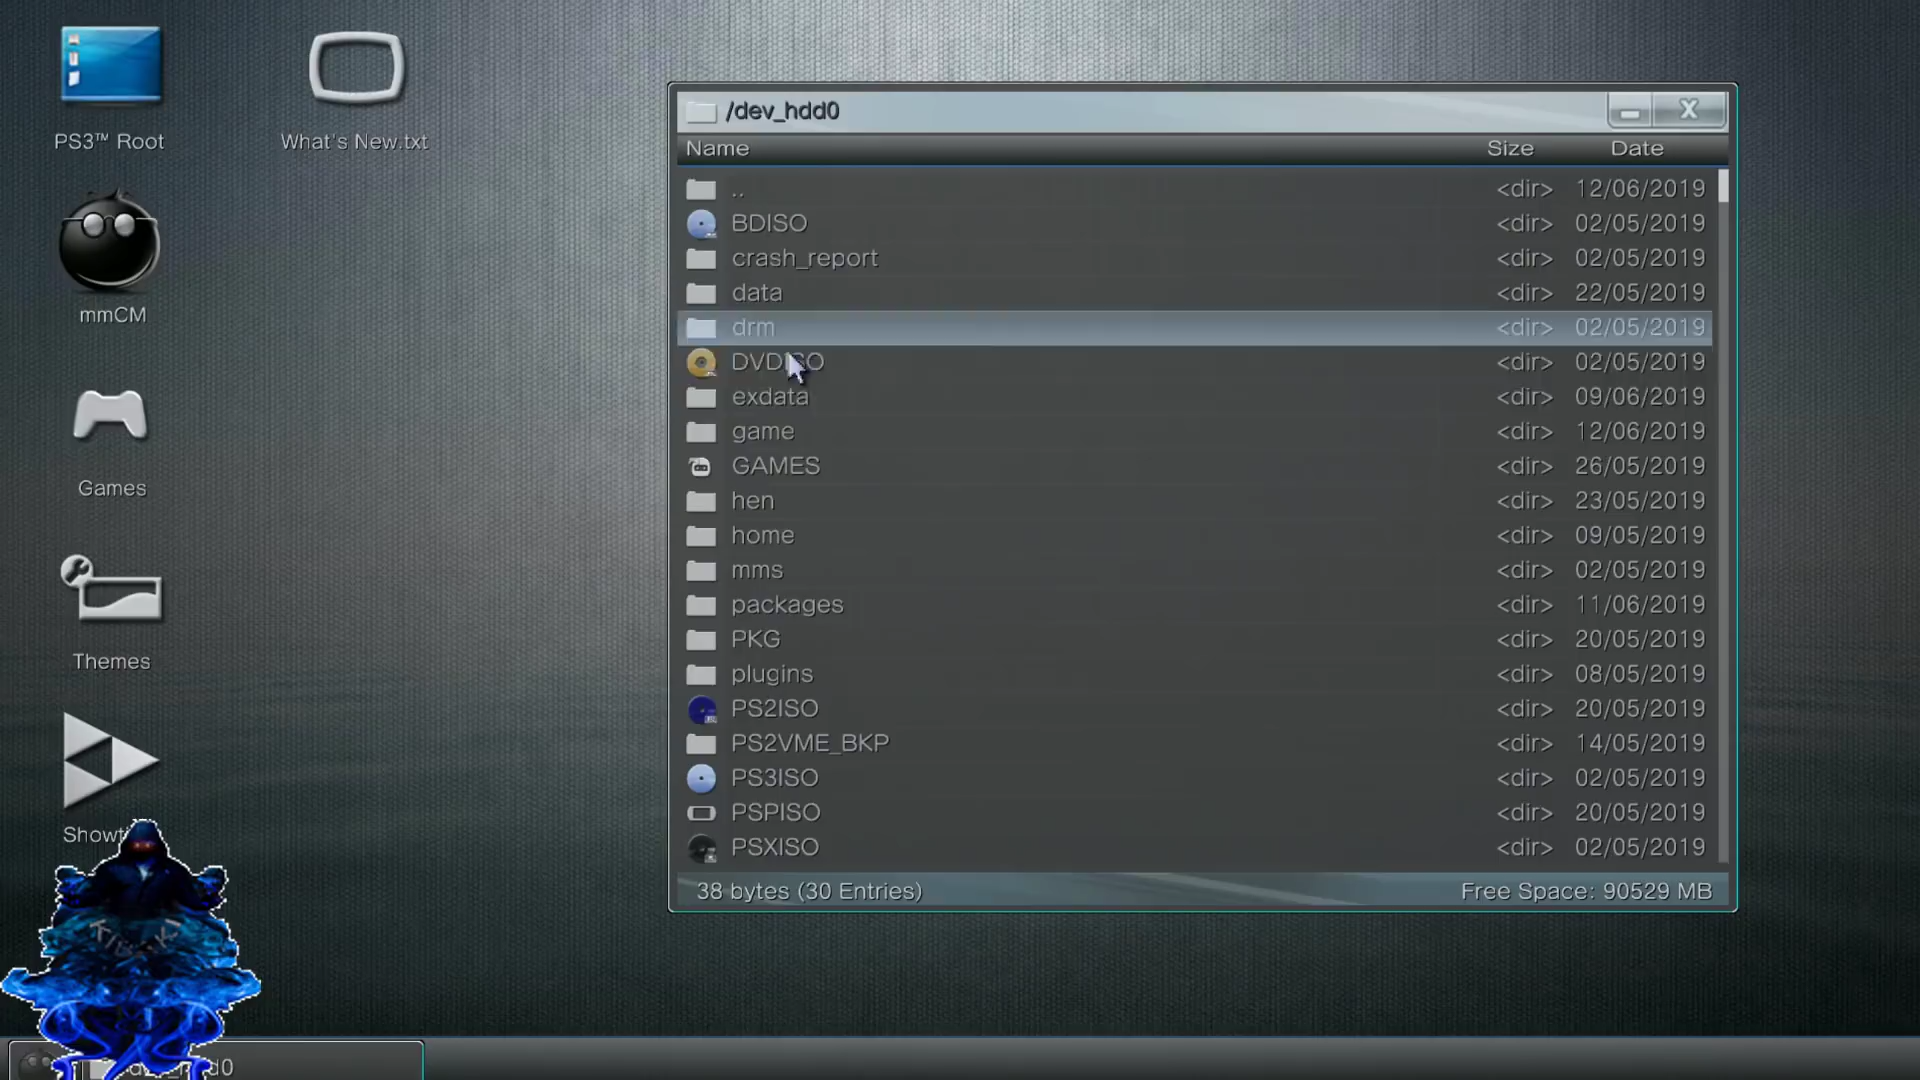 PS3™ Root
What's New.txt
mmCM
Games
Themes
/dev_hdd0
X
Name Size Date
.. <dir> 12/06/2019
BDISO <dir> 02/05/2019
crash_report <dir> 02/05/2019
data <dir> 22/05/2019
drm <dir> 02/05/2019
DVDISO <dir> 02/05/2019
exdata <dir> 09/06/2019
game <dir> 12/06/2019
GAMES <dir> 26/05/2019
hen <dir> 23/05/2019
home <dir> 09/05/2019
mms <dir> 02/05/2019
packages <dir> 11/06/2019
PKG <dir> 20/05/2019
plugins <dir> 08/05/2019
PS2ISO <dir> 20/05/2019
PS2VME_BKP <dir> 14/05/2019
PS3ISO <dir> 02/05/2019
PSPISO <dir> 20/05/2019
PSXISO <dir> 02/05/2019
38 bytes (30 Entries) Free Space: 90529 MB